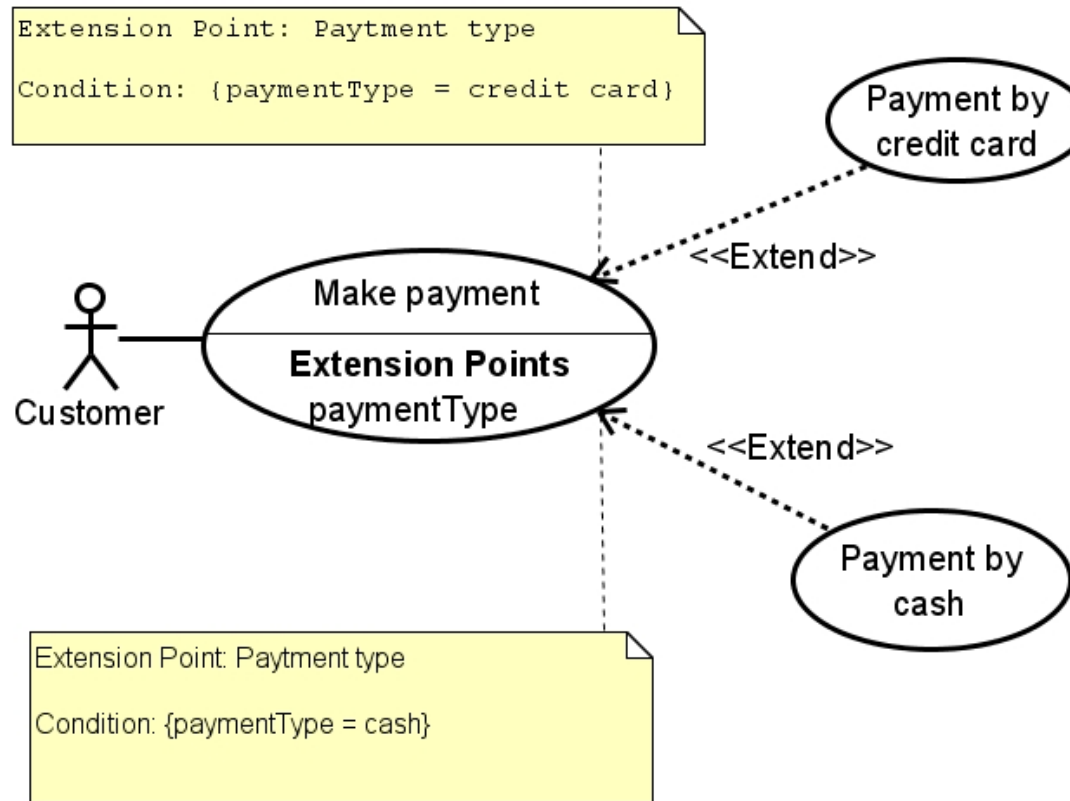 Extension Point: Paytment type
Condition: {paymentType = credit card}
Payment by
credit card
<<Extend>>
Make payment
Extension Points
paymentType
Customer
<<Extend>>
Payment by
cash
Extension Point: Paytment type
Condition: {paymentType = cash}